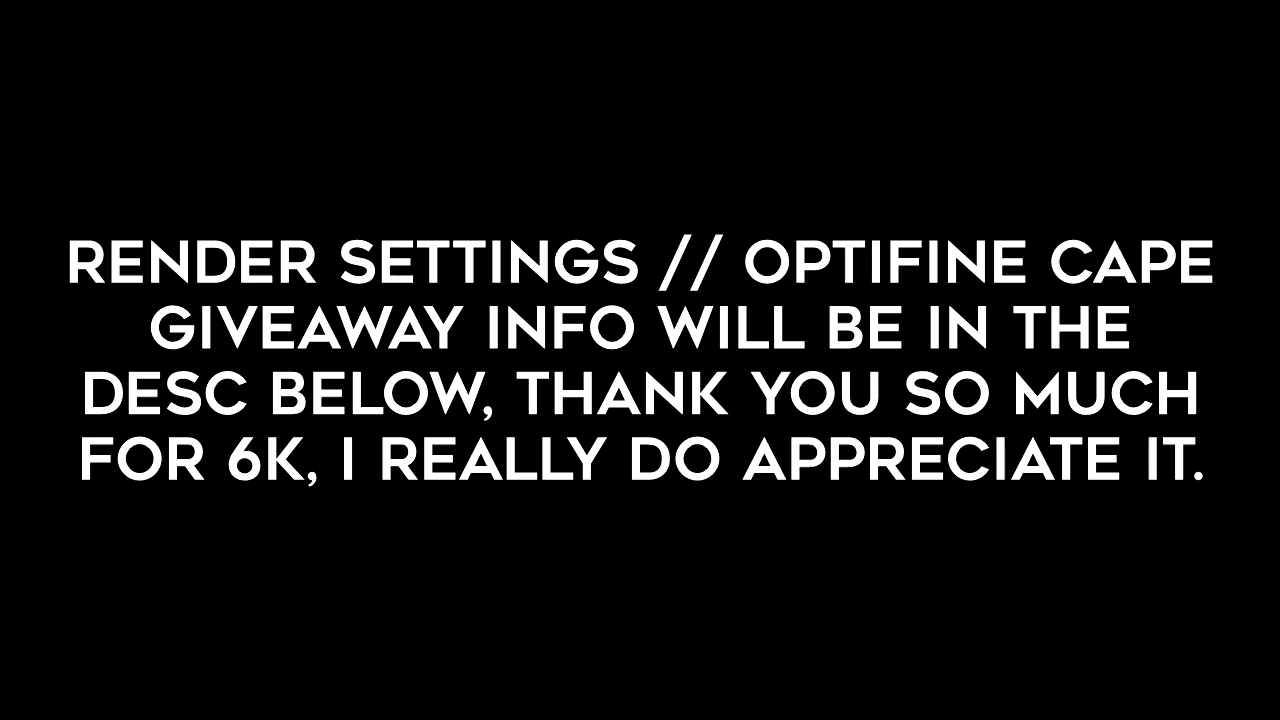 RENDER SETTINGS // OPTIFINE CAPE
GIVEAWAY INFO WILL BE IN THE
DESC BELOW, THANK YOU SO MUCH
FOR 6K, I REALLY DO APPRECIATE IT.